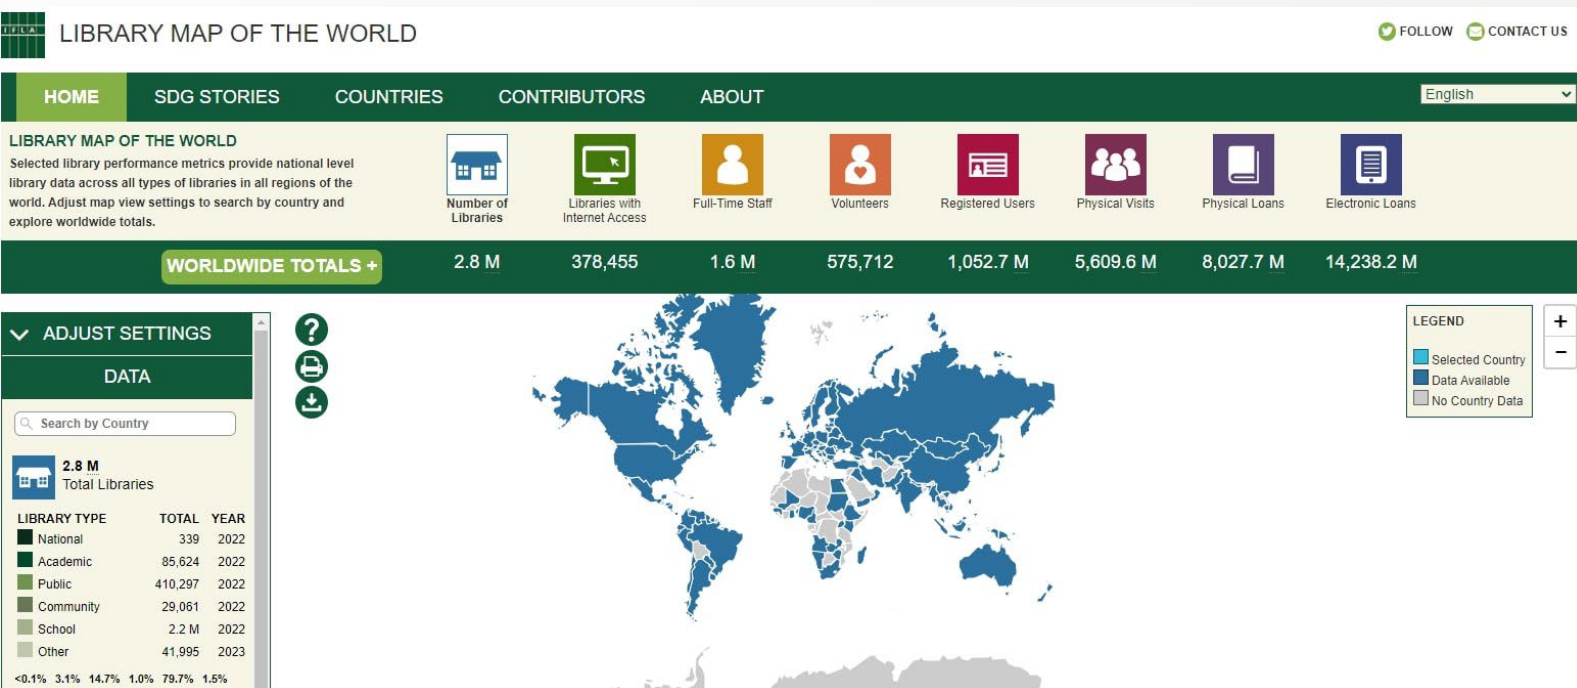 IFLA
LIBRARY MAP OF THE WORLD
FOLLOW
CONTACT US
HOME
SDG STORIES
COUNTRIES
CONTRIBUTORS
ABOUT
English
LIBRARY MAP OF THE WORLD
Selected library performance metrics provide national level
library data across all types of libraries in all regions of the
world. Adjust map view settings to search by country and
explore worldwide totals.
Number of
Libraries
Libraries with
Internet Access
Full-Time Staff
Volunteers
Registered Users
Physical Visits
Physical Loans
Electronic Loans
WORLDWIDE TOTALS +
2.8 M
378,455
1.6 M
575,712
1,052.7 M
5,609.6 M
8,027.7 M
14,238.2 M
ADJUST SETTINGS
DATA
Search by Country
2.8 M
Total Libraries
LIBRARY TYPE TOTAL YEAR
National 339 2022
Academic 85,624 2022
Public 410,297 2022
Community 29,061 2022
School 2.2 M 2022
Other 41,995 2023
<0.1% 3.1% 14.7% 1.0% 79.7% 1.5%
?
LEGEND
Selected Country
Data Available
No Country Data
+
−